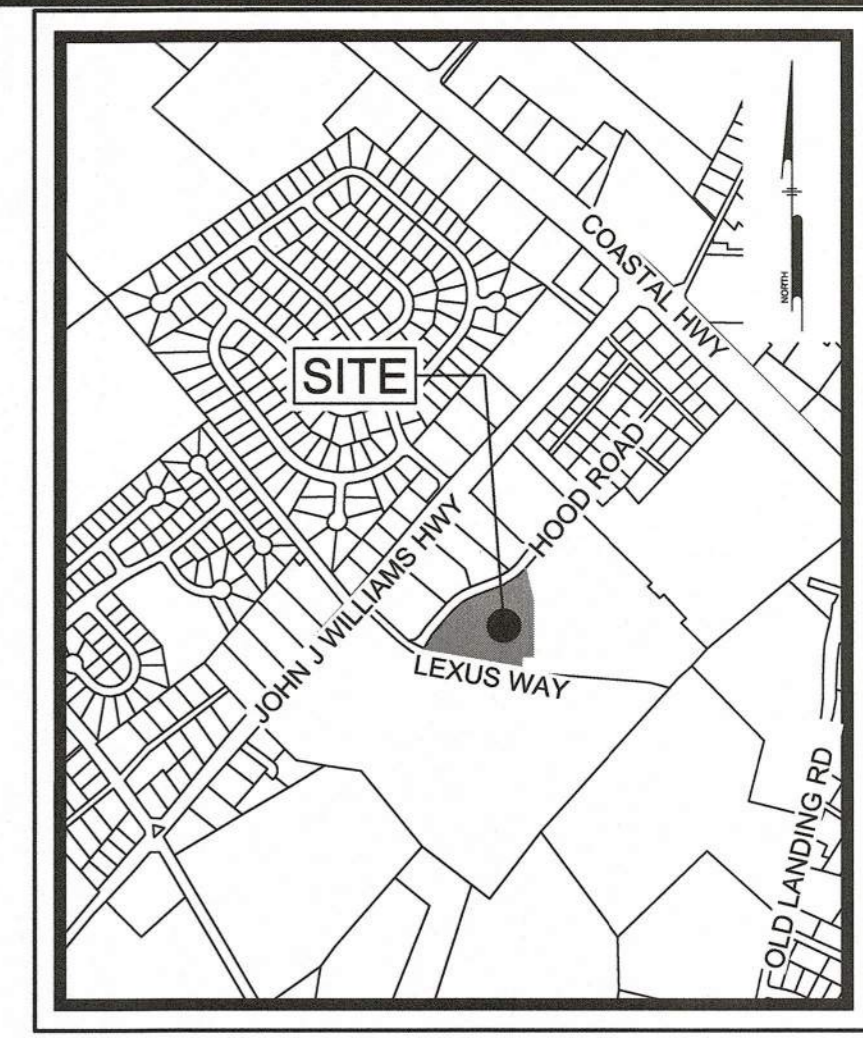 NORTH
COASTAL HWY
SITE
HOOD ROAD
JOHN J WILLIAMS HWY
LEXUS WAY
OLD LANDING RD